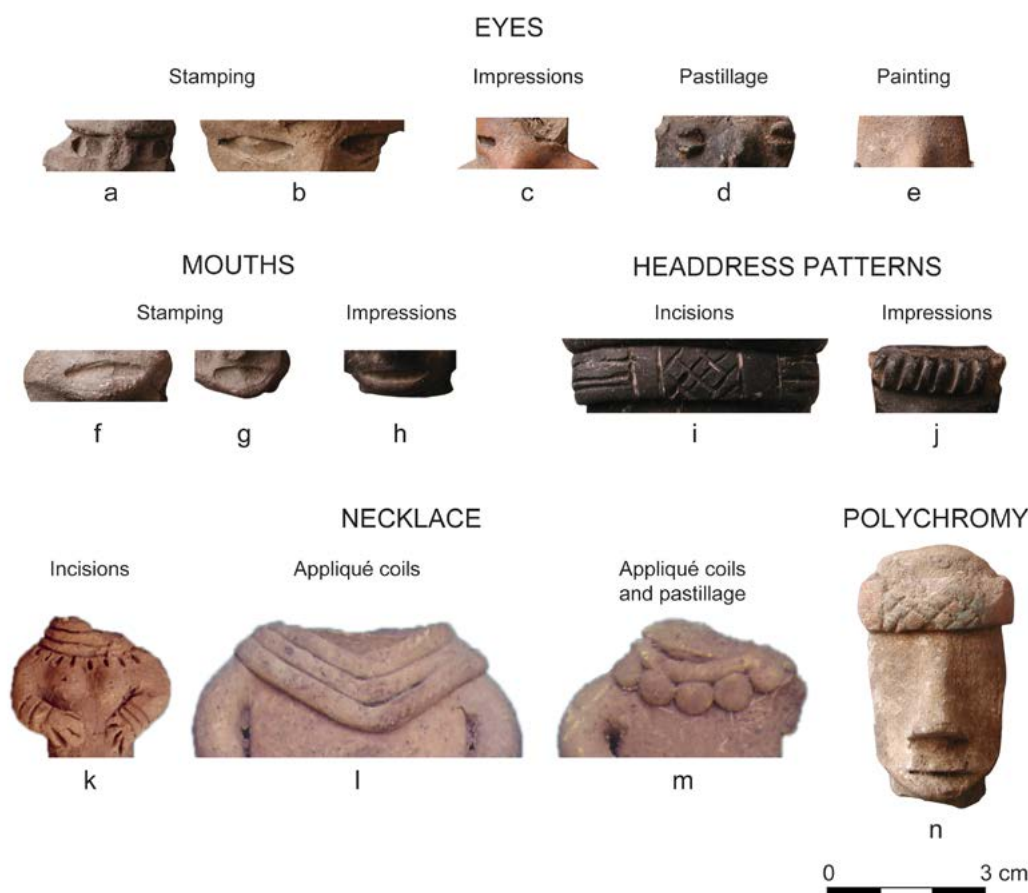 EYES
Stamping
Impressions
Pastillage
Painting
a
b
c
d
e
MOUTHS
HEADDRESS PATTERNS
Stamping
Impressions
Incisions
Impressions
f
g
h
i
j
NECKLACE
POLYCHROMY
Incisions
Appliqué coils
Appliqué coils
and pastillage
k
l
m
n
0
3 cm